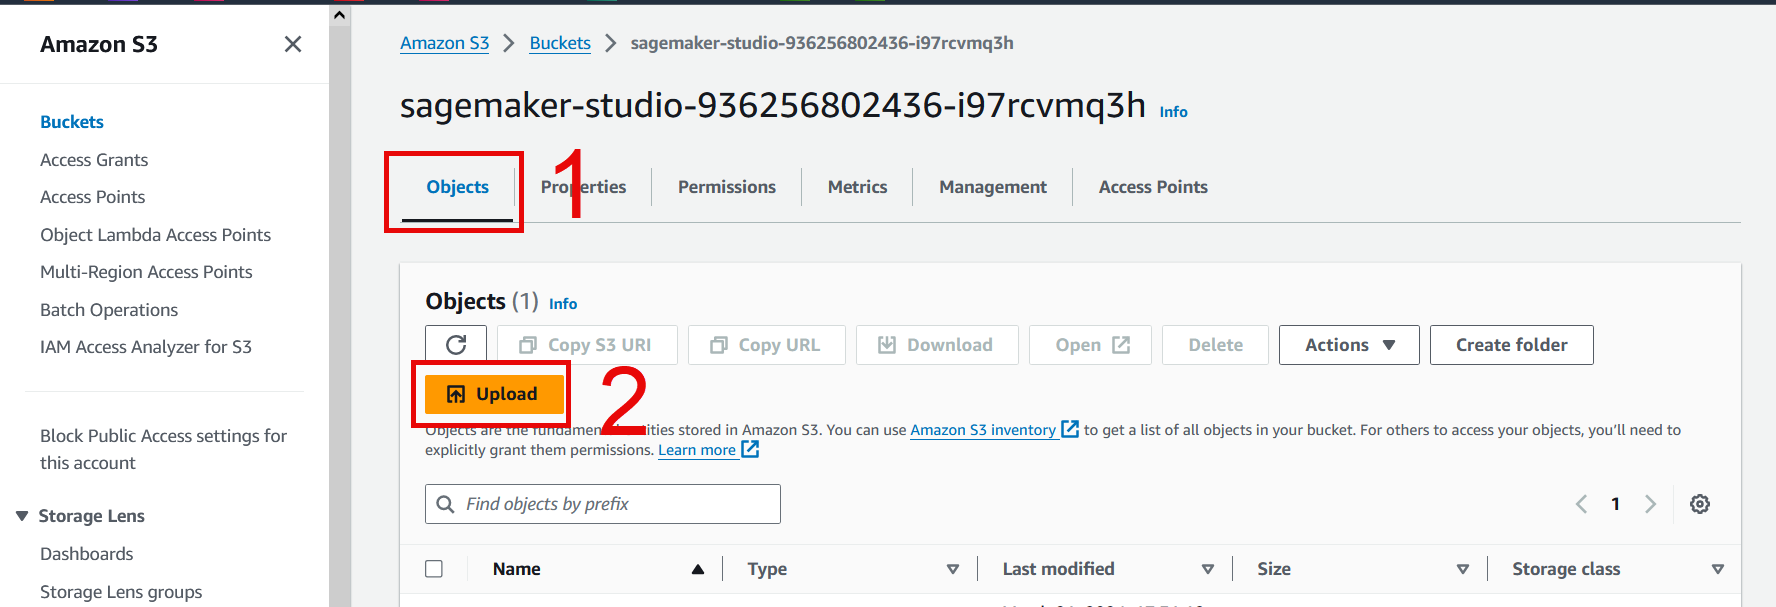 Amazon S3
Buckets
Access Grants
Access Points
Object Lambda Access Points
Multi-Region Access Points
Batch Operations
IAM Access Analyzer for S3
Block Public Access settings for
this account
Storage Lens
Dashboards
Storage Lens groups
Amazon S3 > Buckets > sagemaker-studio-936256802436-i97rcvmq3h
sagemaker-studio-936256802436-i97rcvmq3h Info
Objects Properties Permissions Metrics Management Access Points
1
Objects (1) Info
Copy S3 URI Copy URL Download Open Delete Actions Create folder
Upload
2
Objects are the fundamental entities stored in Amazon S3. You can use Amazon S3 inventory to get a list of all objects in your bucket. For others to access your objects, you'll need to
explicitly grant them permissions. Learn more
Find objects by prefix
1
Name Type Last modified Size Storage class